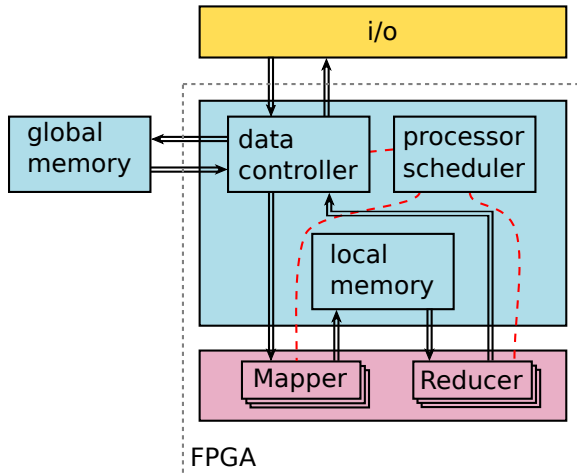 i/o
global
memory
data
controller
processor
scheduler
local
memory
Mapper
Reducer
FPGA